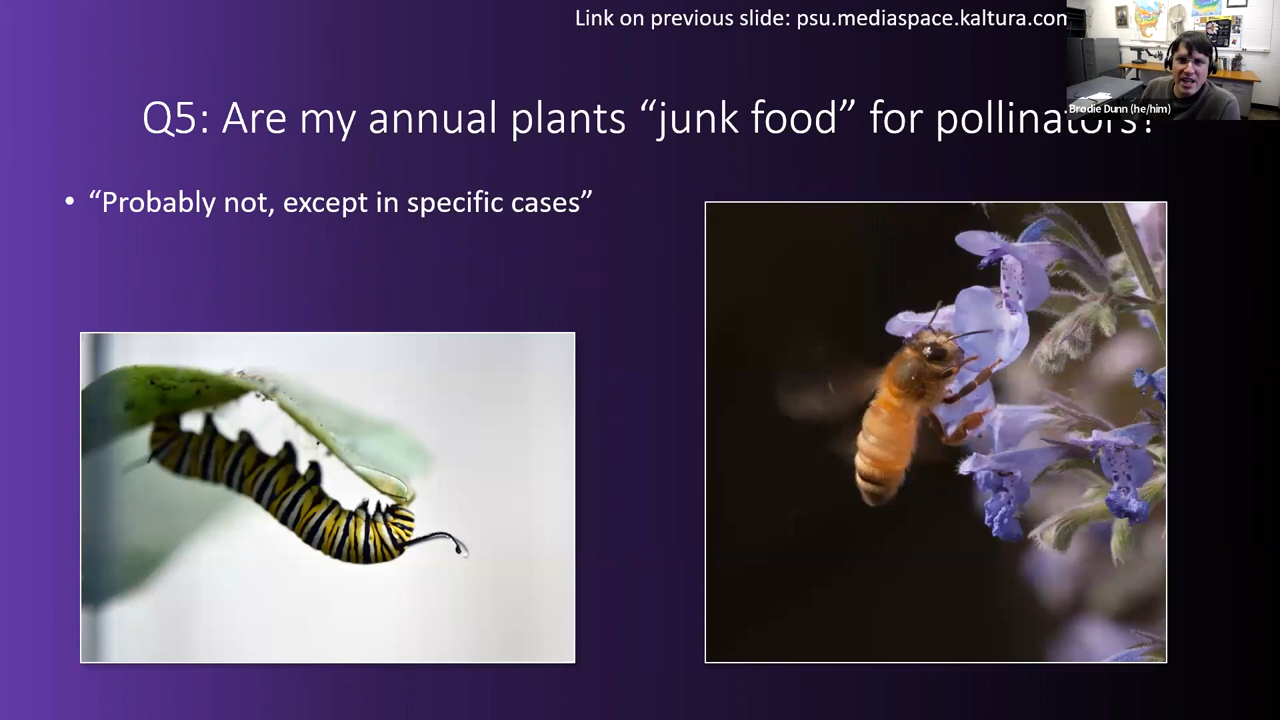 Link on previous slide: psu.mediaspace.kaltura.com
Brodie Dunn (he/him)
Q5: Are my annual plants “junk food” for pollinators?
• “Probably not, except in specific cases”